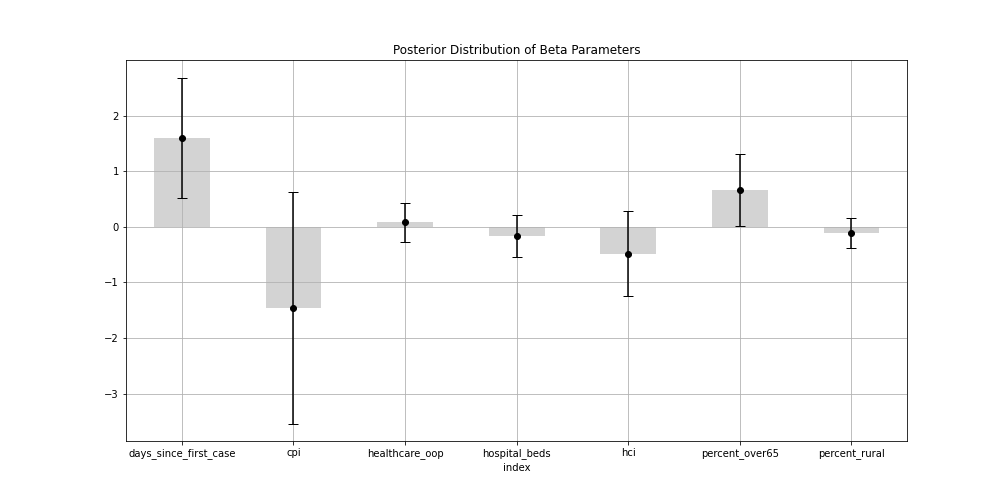 Posterior Distribution of Beta Parameters
2
1
0
−1
−2
−3
days_since_first_case cpi healthcare_oop hospital_beds hci percent_over65 percent_rural
index